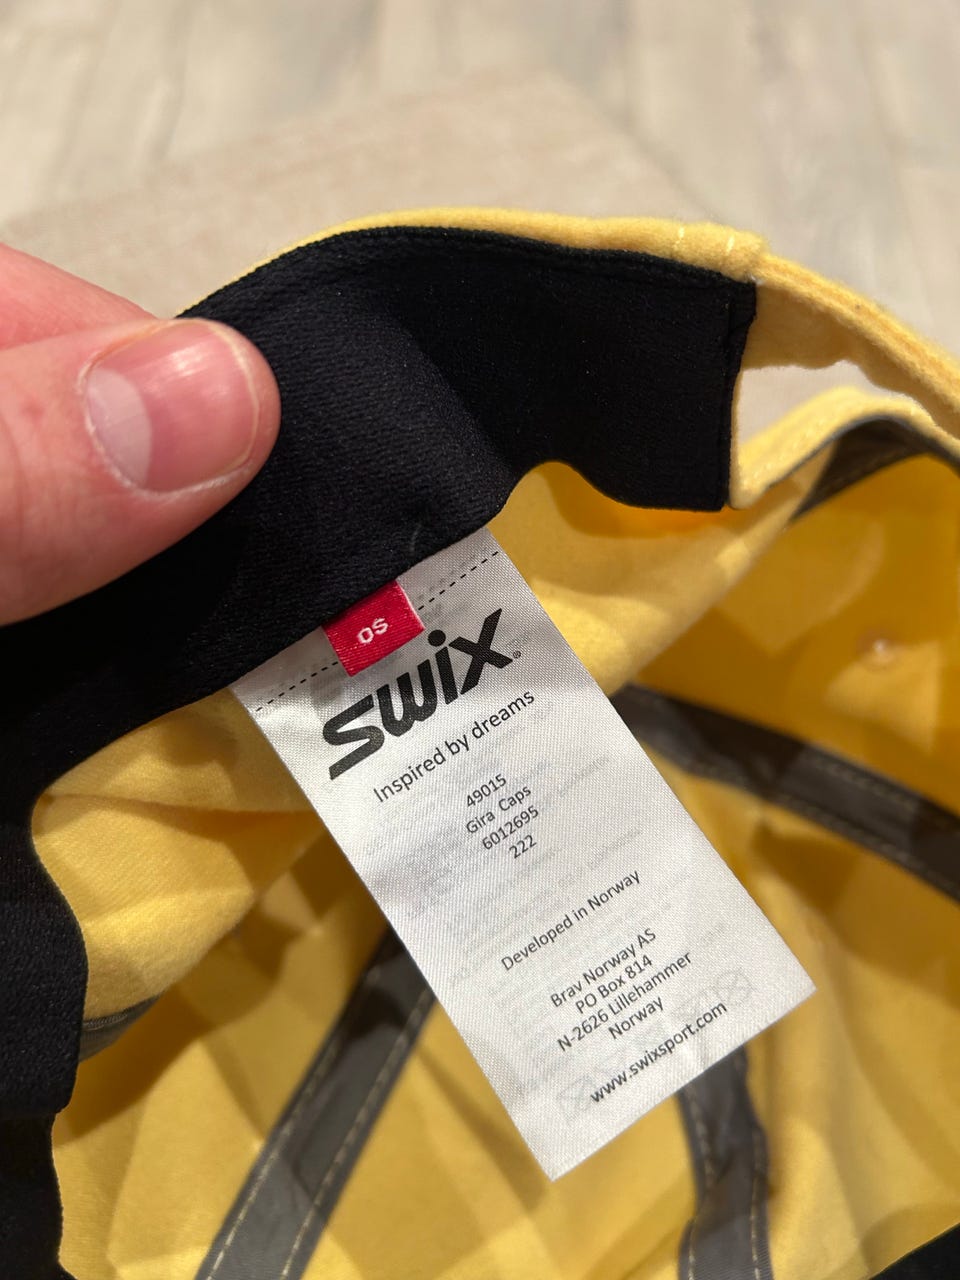 OS
swix®
Inspired by dreams
49015
Gira Caps
6012695
222
Developed in Norway
Brav Norway AS
PO Box 814
N-2626 Lillehammer
Norway
www.swixsport.com